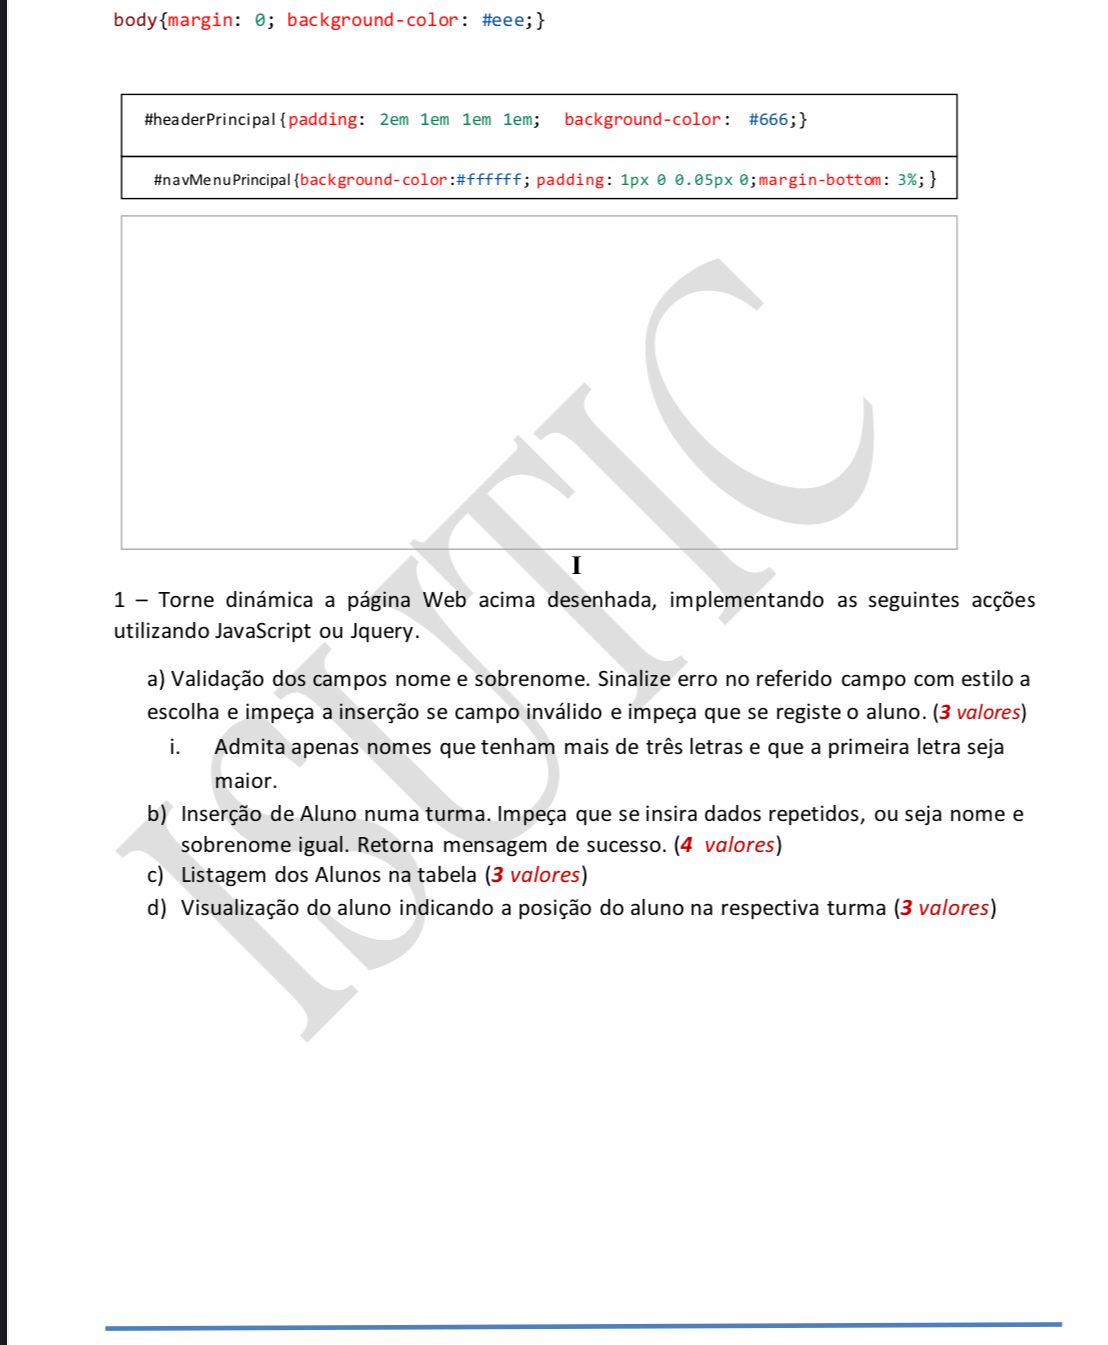 body{margin: 0; background-color: #eee;}
#headerPrincipal{padding: 2em 1em 1em 1em; background-color: #666;}
#navMenuPrincipal{background-color:#ffffff; padding: 1px 0 0.05px 0;margin-bottom: 3%;}
I
1 – Torne dinámica a página Web acima desenhada, implementando as seguintes acções
utilizando JavaScript ou Jquery.
a) Validação dos campos nome e sobrenome. Sinalize erro no referido campo com estilo a
escolha e impeça a inserção se campo inválido e impeça que se registe o aluno. (3 valores)
i. Admita apenas nomes que tenham mais de três letras e que a primeira letra seja
maior.
b) Inserção de Aluno numa turma. Impeça que se insira dados repetidos, ou seja nome e
sobrenome igual. Retorna mensagem de sucesso. (4 valores)
c) Listagem dos Alunos na tabela (3 valores)
d) Visualização do aluno indicando a posição do aluno na respectiva turma (3 valores)
ISUTIC